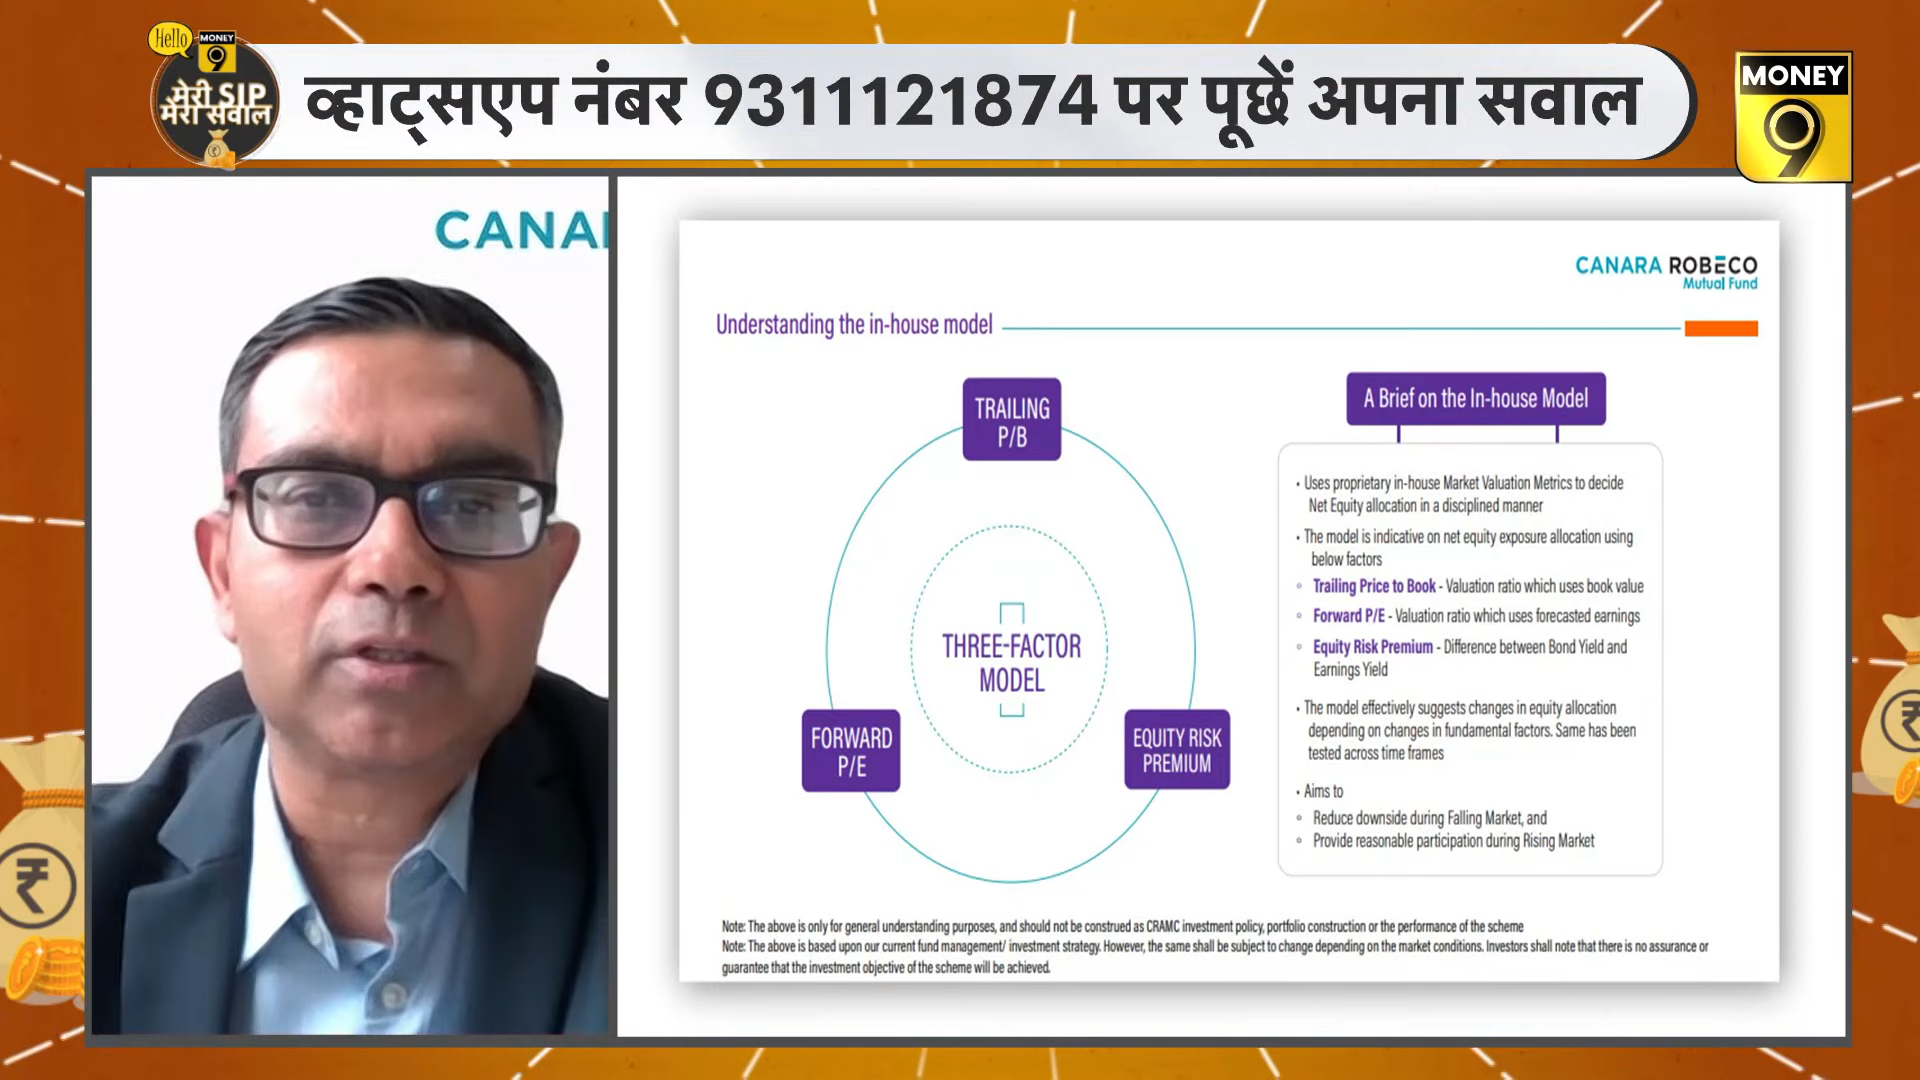 Hello
MONEY
9
मेरी SIP
मेरा सवाल
व्हाट्सएप नंबर 9311121874 पर पूछें अपना सवाल
MONEY
9
CANA
CANARA ROBECO
Mutual Fund
Understanding the in-house model
TRAILING
P/B
THREE-FACTOR
MODEL
FORWARD
P/E
EQUITY RISK
PREMIUM
A Brief on the In-house Model
• Uses proprietary in-house Market Valuation Metrics to decide
Net Equity allocation in a disciplined manner
• The model is indicative on net equity exposure allocation using
below factors
◦ Trailing Price to Book - Valuation ratio which uses book value
◦ Forward P/E - Valuation ratio which uses forecasted earnings
◦ Equity Risk Premium - Difference between Bond Yield and
Earnings Yield
• The model effectively suggests changes in equity allocation
depending on changes in fundamental factors. Same has been
tested across time frames
• Aims to
◦ Reduce downside during Falling Market, and
◦ Provide reasonable participation during Rising Market
Note: The above is only for general understanding purposes, and should not be construed as CRAMC investment policy, portfolio construction or the performance of the scheme
Note: The above is based upon our current fund management/ investment strategy. However, the same shall be subject to change depending on the market conditions. Investors shall note that there is no assurance or
guarantee that the investment objective of the scheme will be achieved.
₹
₹
₹